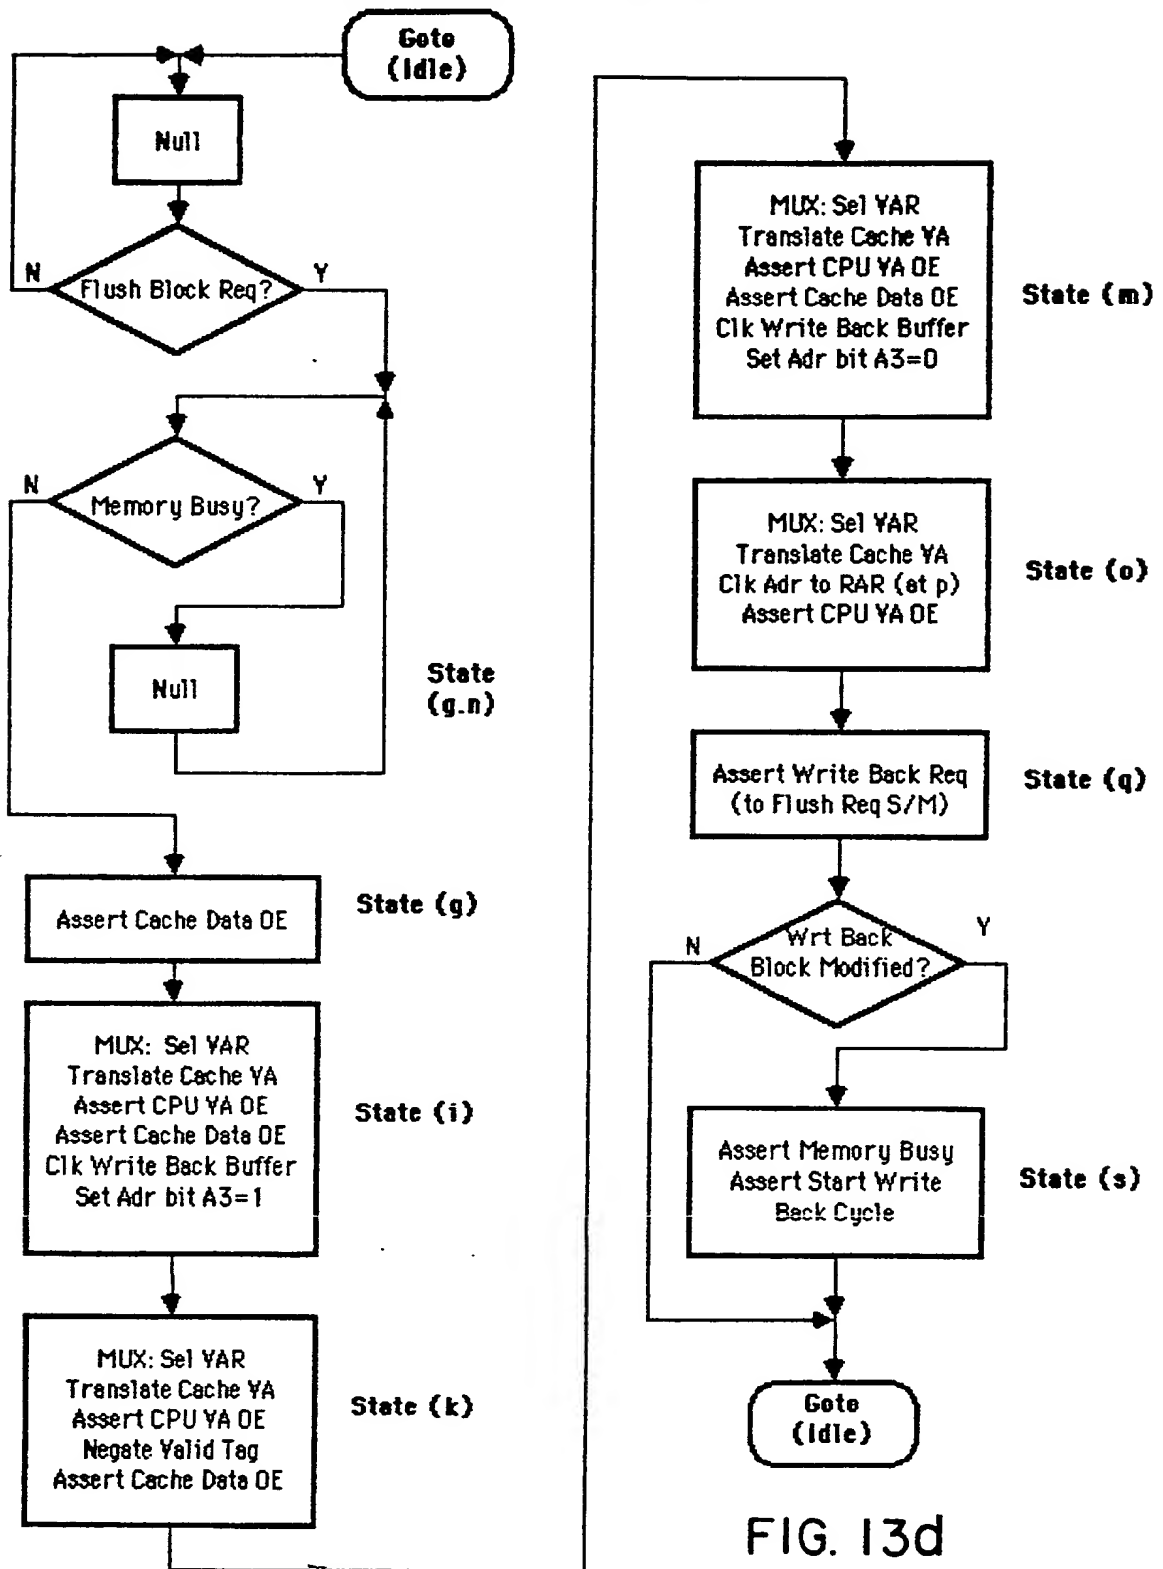 Goto
(Idle)
Null
Flush Block Req?
N
Y
Memory Busy?
N
Y
Null
State
(g.n)
Assert Cache Data OE
State (g)
MUX: Sel VAR
Translate Cache VA
Assert CPU VA OE
Assert Cache Data OE
Clk Write Back Buffer
Set Adr bit A3=1
State (i)
MUX: Sel VAR
Translate Cache VA
Assert CPU VA OE
Negate Valid Tag
Assert Cache Data OE
State (k)
MUX: Sel VAR
Translate Cache VA
Assert CPU VA OE
Assert Cache Data OE
Clk Write Back Buffer
Set Adr bit A3=0
State (m)
MUX: Sel VAR
Translate Cache VA
Clk Adr to RAR (at p)
Assert CPU VA OE
State (o)
Assert Write Back Req
(to Flush Req S/M)
State (q)
Wrt Back
Block Modified?
N
Y
Assert Memory Busy
Assert Start Write
Back Cycle
State (s)
Goto
(Idle)
FIG. 13d